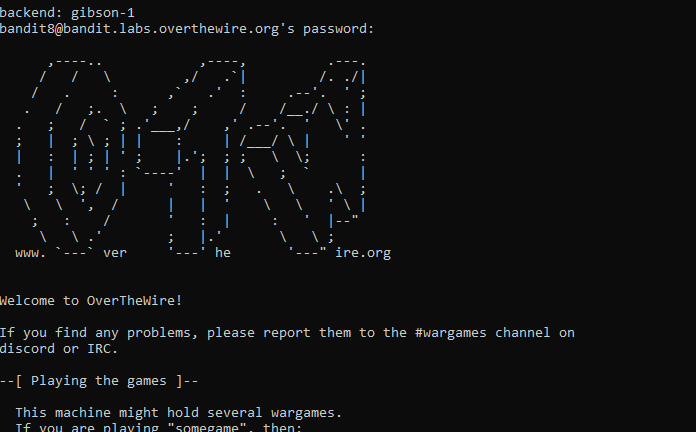 backend: gibson-1
bandit8@bandit.labs.overthewire.org's password:
www. ver he ire.org
Welcome to OverTheWire!
If you find any problems, please report them to the #wargames channel on
discord or IRC.
--[ Playing the games ]--
This machine might hold several wargames.
If you are playing "somegame", then: